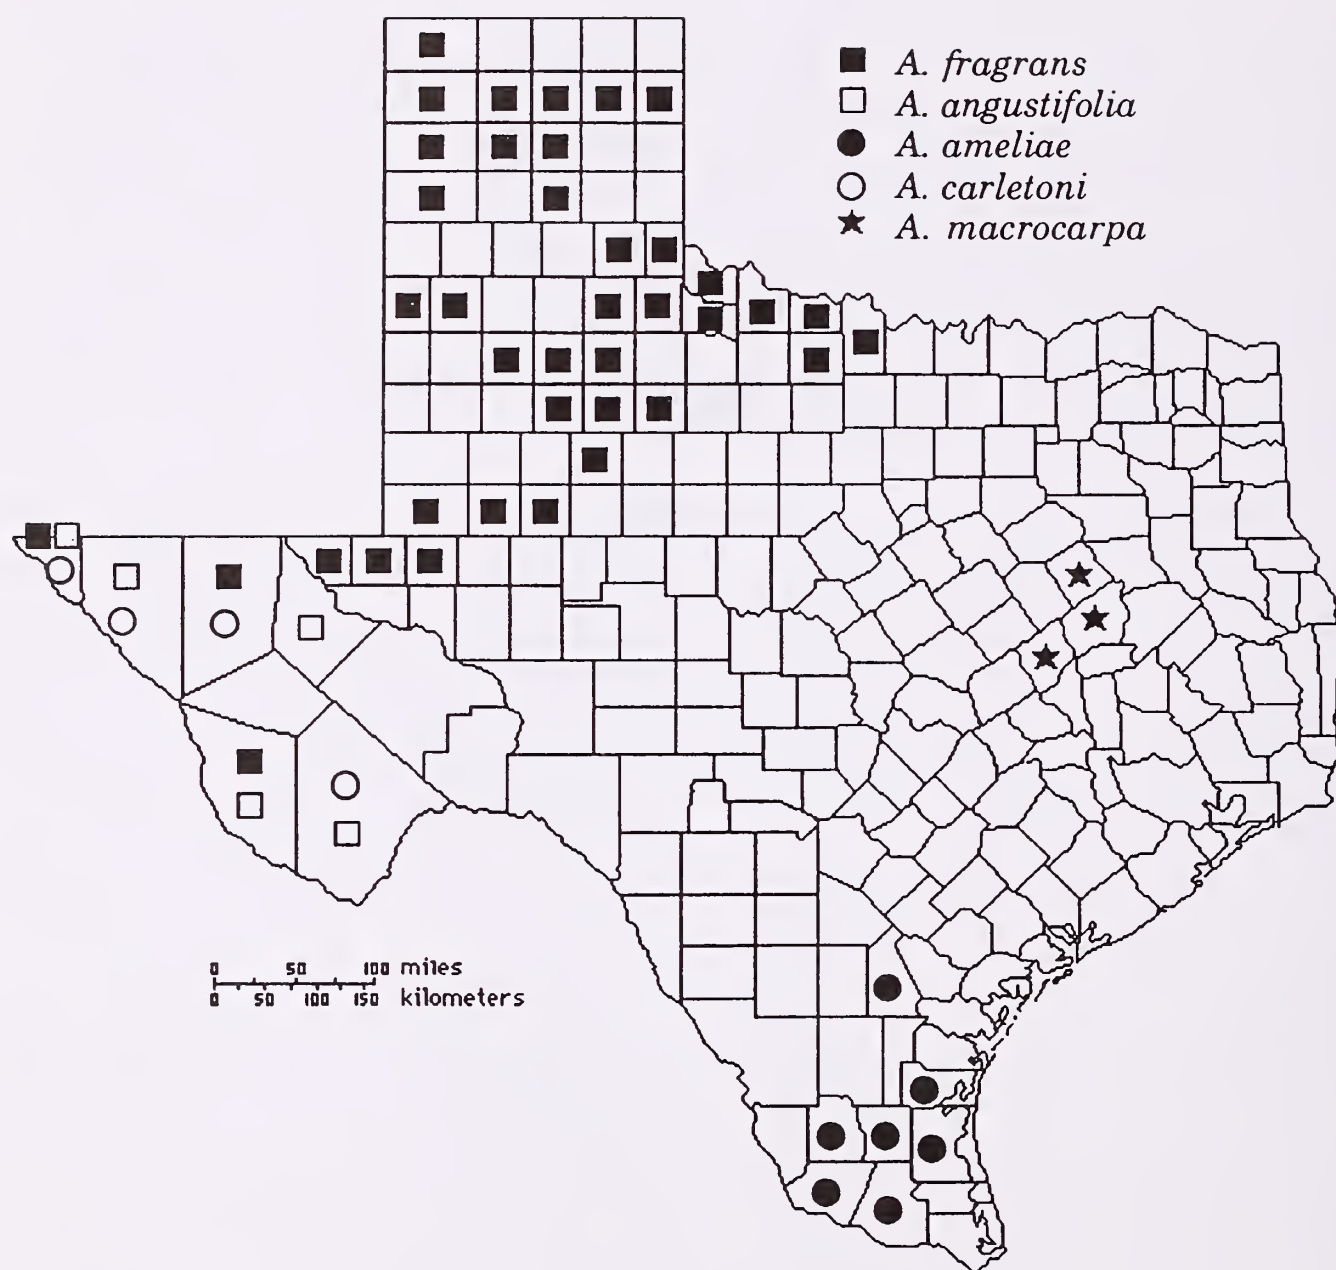 A. fragrans
A. angustifolia
A. ameliae
A. carletoni
A. macrocarpa
0 50 100 miles
0 50 100 150 kilometers